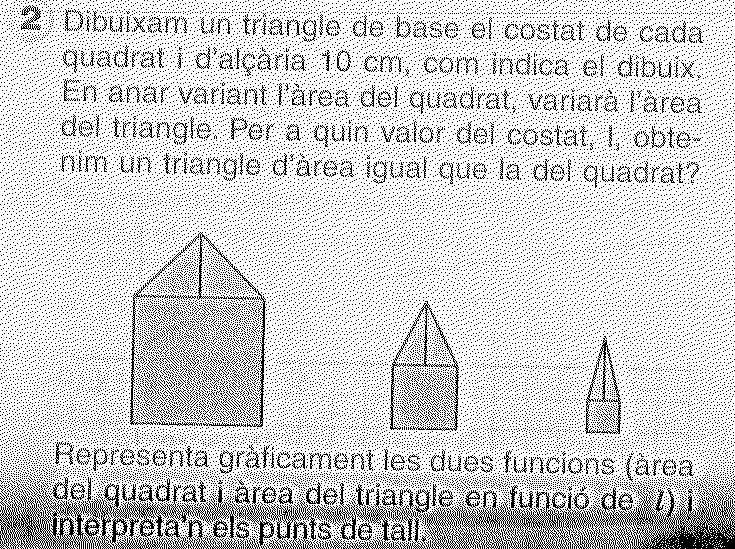 2 Dibuixam un triangle de base el costat de cada
quadrat i d'alçària 10 cm, com indica el dibuix.
En anar variant l'àrea del quadrat, variarà l'àrea
del triangle. Per a quin valor del costat, l, obte-
nim un triangle d'àrea igual que la del quadrat?
Representa gràficament les dues funcions (àrea
del quadrat i àrea del triangle en funció de l) i
interpreta'n els punts de tall.